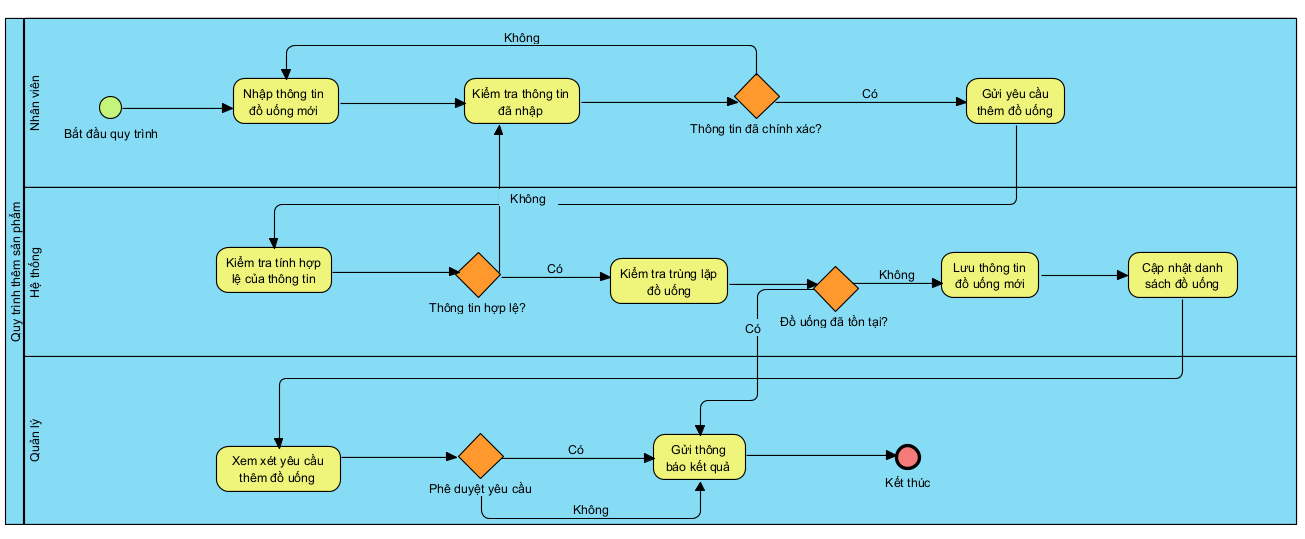 Quy trình thêm sản phẩm
Nhân viên
Không
Bắt đầu quy trình
Nhập thông tin
đồ uống mới
Kiểm tra thông tin
đã nhập
Thông tin đã chính xác?
Có
Gửi yêu cầu
thêm đồ uống
Hệ thống
Không
Kiểm tra tính hợp
lệ của thông tin
Thông tin hợp lệ?
Có
Kiểm tra trùng lặp
đồ uống
Đồ uống đã tồn tại?
Không
Có
Lưu thông tin
đồ uống mới
Cập nhật danh
sách đồ uống
Quản lý
Xem xét yêu cầu
thêm đồ uống
Phê duyệt yêu cầu
Có
Không
Gửi thông
báo kết quả
Kết thúc